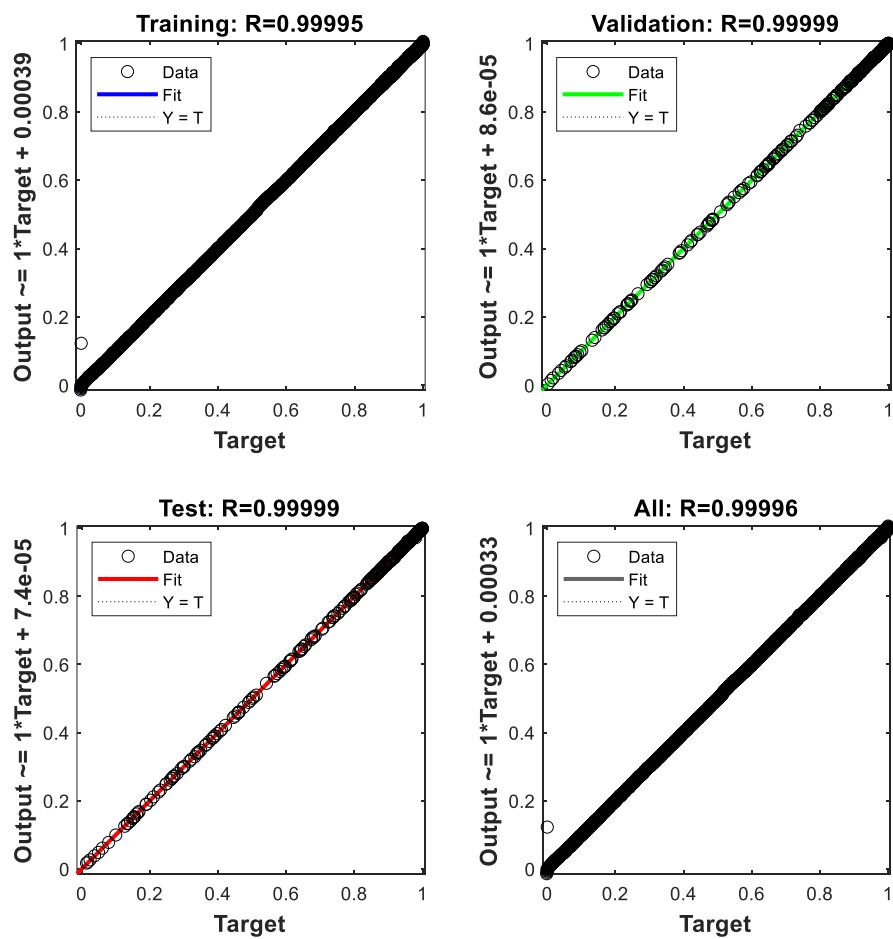 Training: R=0.99995
Output ~= 1*Target + 0.00039
1
0.8
0.6
0.4
0.2
0
Data
Fit
Y = T
0 0.2 0.4 0.6 0.8 1
Target
Validation: R=0.99999
Output ~= 1*Target + 8.6e-05
1
0.8
0.6
0.4
0.2
0
Data
Fit
Y = T
0 0.2 0.4 0.6 0.8 1
Target
Test: R=0.99999
Output ~= 1*Target + 7.4e-05
1
0.8
0.6
0.4
0.2
0
Data
Fit
Y = T
0 0.2 0.4 0.6 0.8 1
Target
All: R=0.99996
Output ~= 1*Target + 0.00033
1
0.8
0.6
0.4
0.2
0
Data
Fit
Y = T
0 0.2 0.4 0.6 0.8 1
Target